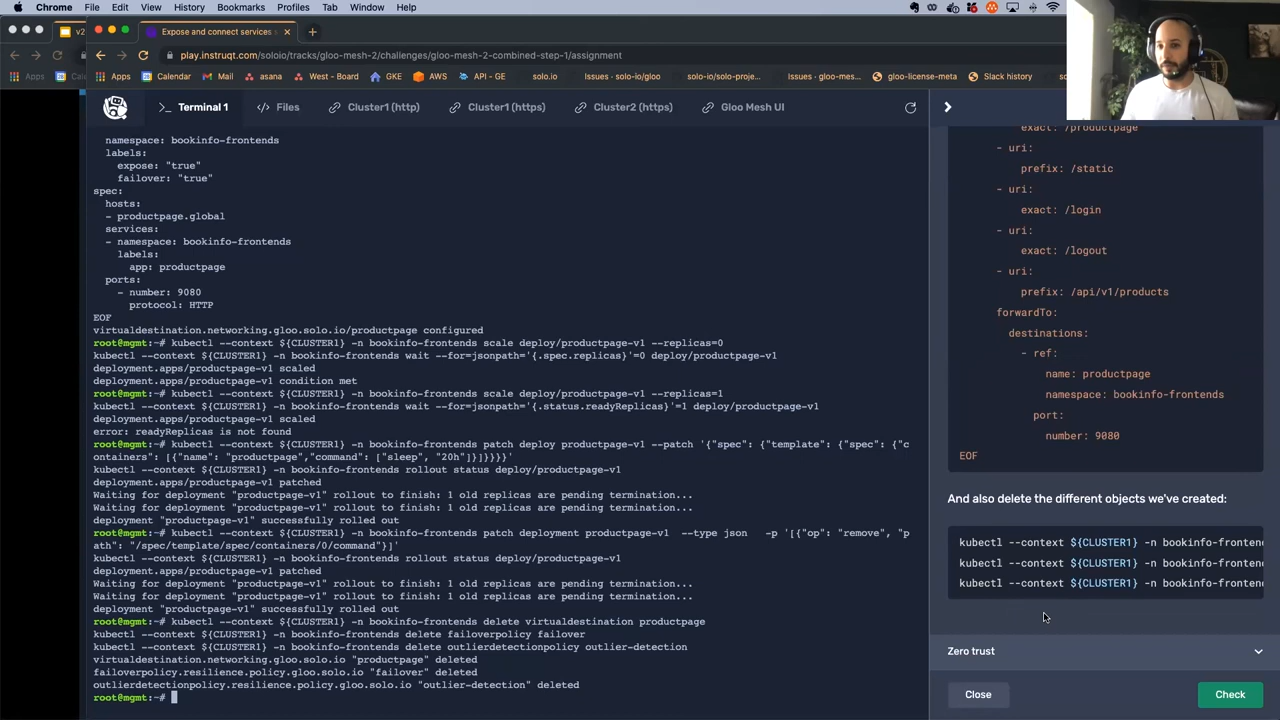 Chrome File Edit View History Bookmarks Profiles Tab Window Help
v2
Expose and connect services
play.instruqt.com/soloio/tracks/gloo-mesh-2/challenges/gloo-mesh-2-combined-step-1/assignment
Apps
Apps Calendar Mail asana West - Board GKE AWS API - GE solo.io Issues · solo-io/gloo solo-io/solo-proje... Issues · gloo-mes... gloo-license-meta Slack history
Terminal 1 Files Cluster1 (http) Cluster1 (https) Cluster2 (https) Gloo Mesh UI
namespace: bookinfo-frontends
labels:
expose: "true"
failover: "true"
spec:
hosts:
- productpage.global
services:
- namespace: bookinfo-frontends
labels:
app: productpage
ports:
- number: 9080
protocol: HTTP
EOF
virtualdestination.networking.gloo.solo.io/productpage configured
root@mgmt:~# kubectl --context ${CLUSTER1} -n bookinfo-frontends scale deploy/productpage-v1 --replicas=0
kubectl --context ${CLUSTER1} -n bookinfo-frontends wait --for=jsonpath='{.spec.replicas}'=0 deploy/productpage-v1
deployment.apps/productpage-v1 scaled
deployment.apps/productpage-v1 condition met
root@mgmt:~# kubectl --context ${CLUSTER1} -n bookinfo-frontends scale deploy/productpage-v1 --replicas=1
kubectl --context ${CLUSTER1} -n bookinfo-frontends wait --for=jsonpath='{.status.readyReplicas}'=1 deploy/productpage-v1
deployment.apps/productpage-v1 scaled
error: readyReplicas is not found
root@mgmt:~# kubectl --context ${CLUSTER1} -n bookinfo-frontends patch deploy productpage-v1 --patch '{"spec": {"template": {"spec": {"c
ontainers": [{"name": "productpage","command": ["sleep", "20h"]}]}}}}'
kubectl --context ${CLUSTER1} -n bookinfo-frontends rollout status deploy/productpage-v1
deployment.apps/productpage-v1 patched
Waiting for deployment "productpage-v1" rollout to finish: 1 old replicas are pending termination...
Waiting for deployment "productpage-v1" rollout to finish: 1 old replicas are pending termination...
deployment "productpage-v1" successfully rolled out
root@mgmt:~# kubectl --context ${CLUSTER1} -n bookinfo-frontends patch deployment productpage-v1 --type json -p '[{"op": "remove", "p
ath": "/spec/template/spec/containers/0/command"}]'
kubectl --context ${CLUSTER1} -n bookinfo-frontends rollout status deploy/productpage-v1
deployment.apps/productpage-v1 patched
Waiting for deployment "productpage-v1" rollout to finish: 1 old replicas are pending termination...
Waiting for deployment "productpage-v1" rollout to finish: 1 old replicas are pending termination...
deployment "productpage-v1" successfully rolled out
root@mgmt:~# kubectl --context ${CLUSTER1} -n bookinfo-frontends delete virtualdestination productpage
kubectl --context ${CLUSTER1} -n bookinfo-frontends delete failoverpolicy failover
kubectl --context ${CLUSTER1} -n bookinfo-frontends delete outlierdetectionpolicy outlier-detection
virtualdestination.networking.gloo.solo.io "productpage" deleted
failoverpolicy.resilience.policy.gloo.solo.io "failover" deleted
outlierdetectionpolicy.resilience.policy.gloo.solo.io "outlier-detection" deleted
root@mgmt:~#
exact: /productpage
- uri:
prefix: /static
- uri:
exact: /login
- uri:
exact: /logout
- uri:
prefix: /api/v1/products
forwardTo:
destinations:
- ref:
name: productpage
namespace: bookinfo-frontends
port:
number: 9080
EOF
And also delete the different objects we've created:
kubectl --context ${CLUSTER1} -n bookinfo-frontend
kubectl --context ${CLUSTER1} -n bookinfo-frontend
kubectl --context ${CLUSTER1} -n bookinfo-frontend
Zero trust
Close Check